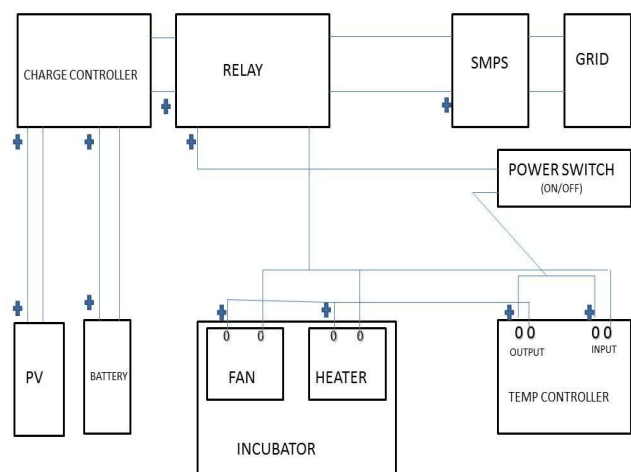 CHARGE CONTROLLER
RELAY
SMPS
GRID
POWER SWITCH
(ON/OFF)
PV
BATTERY
0 0 0 0
FAN
HEATER
INCUBATOR
0 0 0 0
OUTPUT INPUT
TEMP CONTROLLER